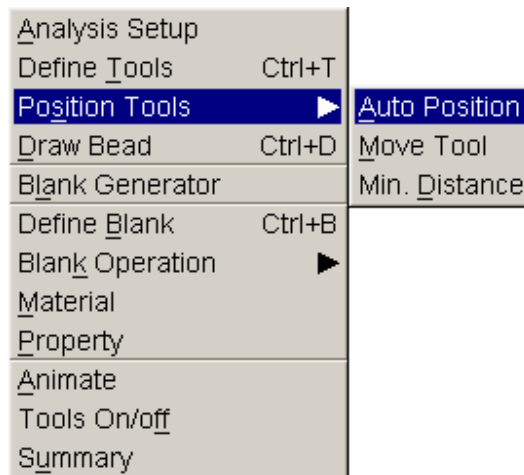 Analysis Setup
Define Tools Ctrl+T
Position Tools
Draw Bead Ctrl+D
Blank Generator
Define Blank Ctrl+B
Blank Operation
Material
Property
Animate
Tools On/off
Summary
Auto Position
Move Tool
Min. Distance